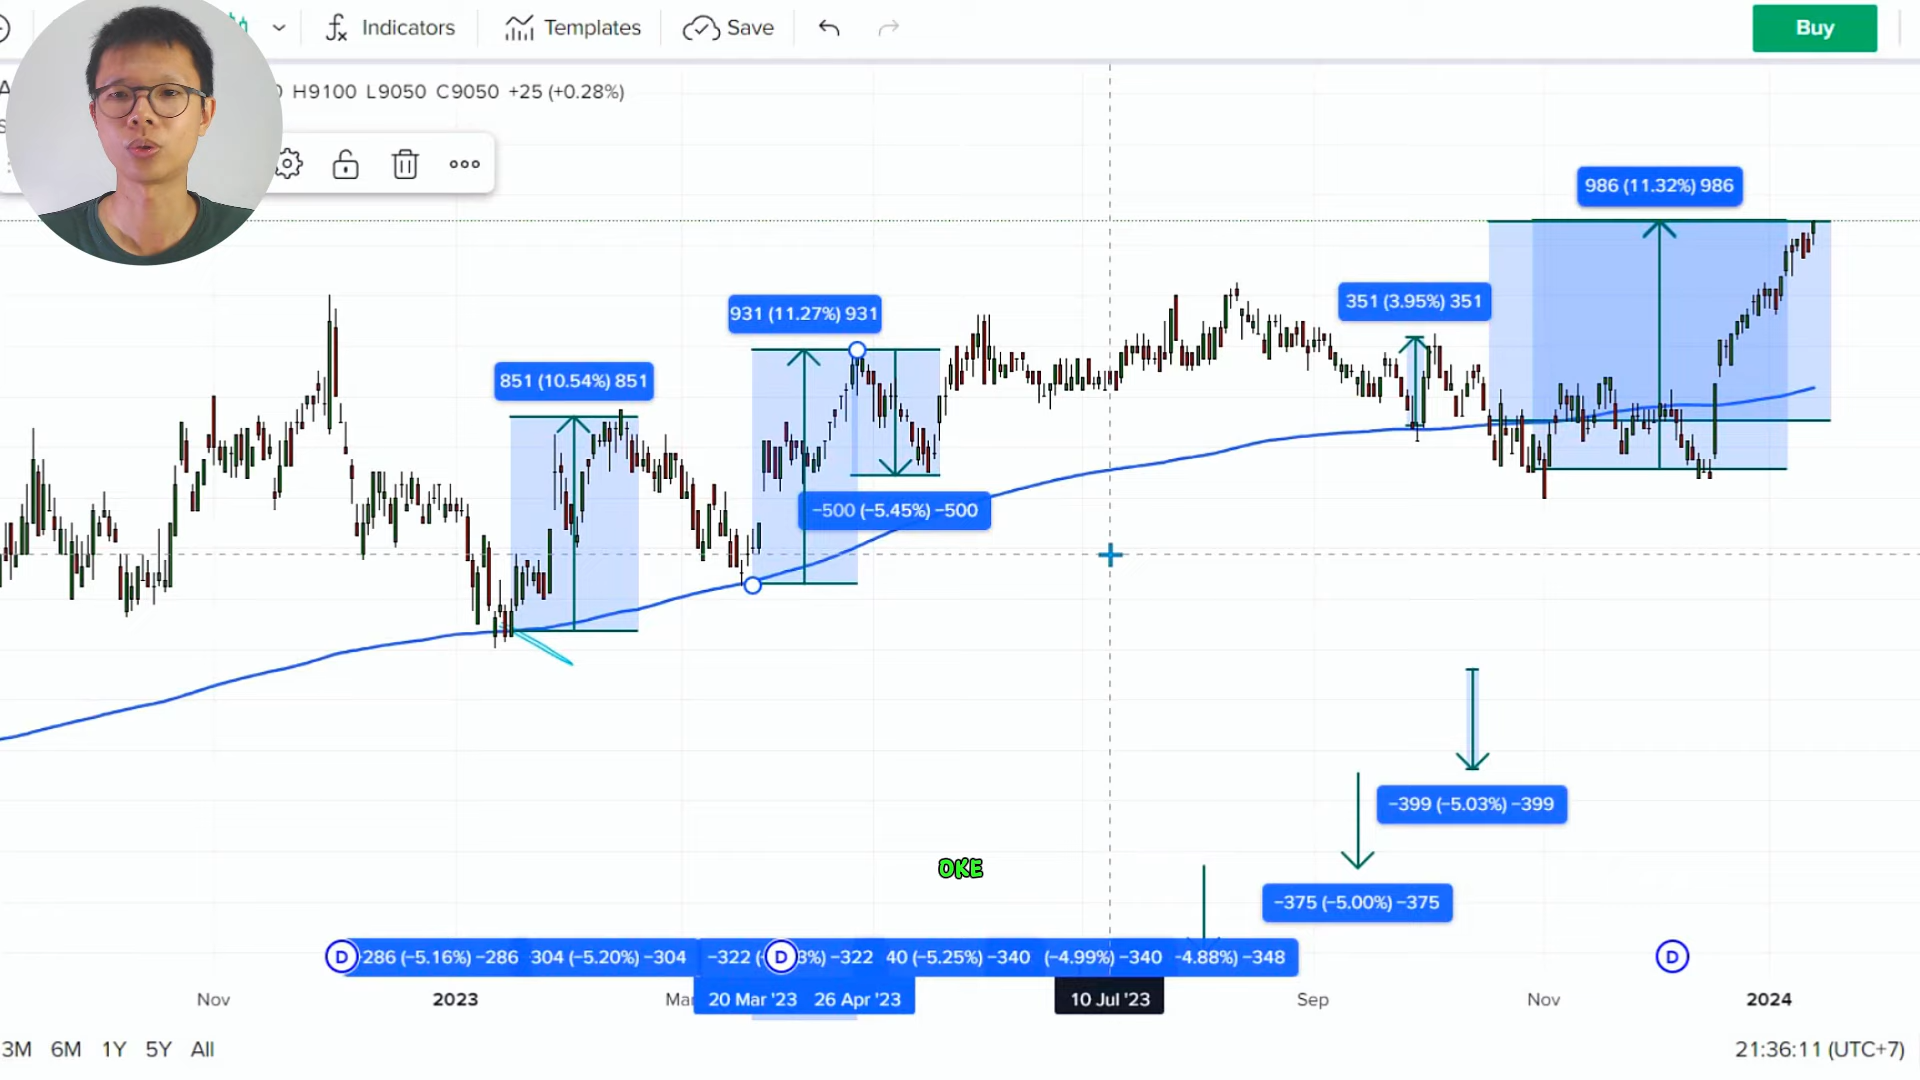 Indicators
Templates
Save
Buy
H9100 L9050 C9050 +25 (+0.28%)
986 (11.32%) 986
351 (3.95%) 351
931 (11.27%) 931
851 (10.54%) 851
−500 (−5.45%) −500
−399 (−5.03%) −399
OKE
−375 (−5.00%) −375
D 286 (−5.16%) −286 304 (−5.20%) −304 −322 ( D 3%) −322 40 (−5.25%) −340 (−4.99%) −340 -4.88%) −348 D
Nov 2023 Mar 20 Mar '23 26 Apr '23 10 Jul '23 Sep Nov 2024
3M 6M 1Y 5Y All
21:36:11 (UTC+7)